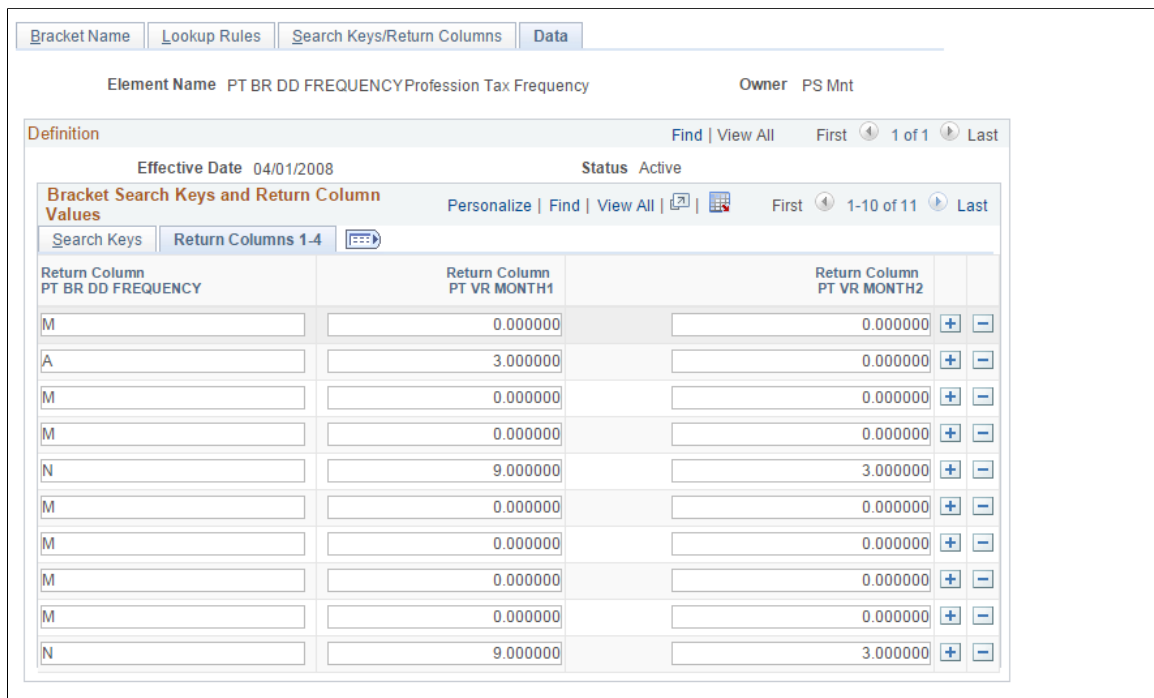 Bracket Name Lookup Rules Search Keys/Return Columns Data
Element Name PT BR DD FREQUENCY Profession Tax Frequency Owner PS Mnt
Definition Find | View All First 1 of 1 Last
Effective Date 04/01/2008 Status Active
Bracket Search Keys and Return Column Values Personalize | Find | View All | | First 1-10 of 11 Last
Search Keys Return Columns 1-4
Return Column Return Column Return Column
PT BR DD FREQUENCY PT VR MONTH1 PT VR MONTH2
M 0.000000 0.000000
A 3.000000 0.000000
M 0.000000 0.000000
M 0.000000 0.000000
N 9.000000 3.000000
M 0.000000 0.000000
M 0.000000 0.000000
M 0.000000 0.000000
M 0.000000 0.000000
N 9.000000 3.000000